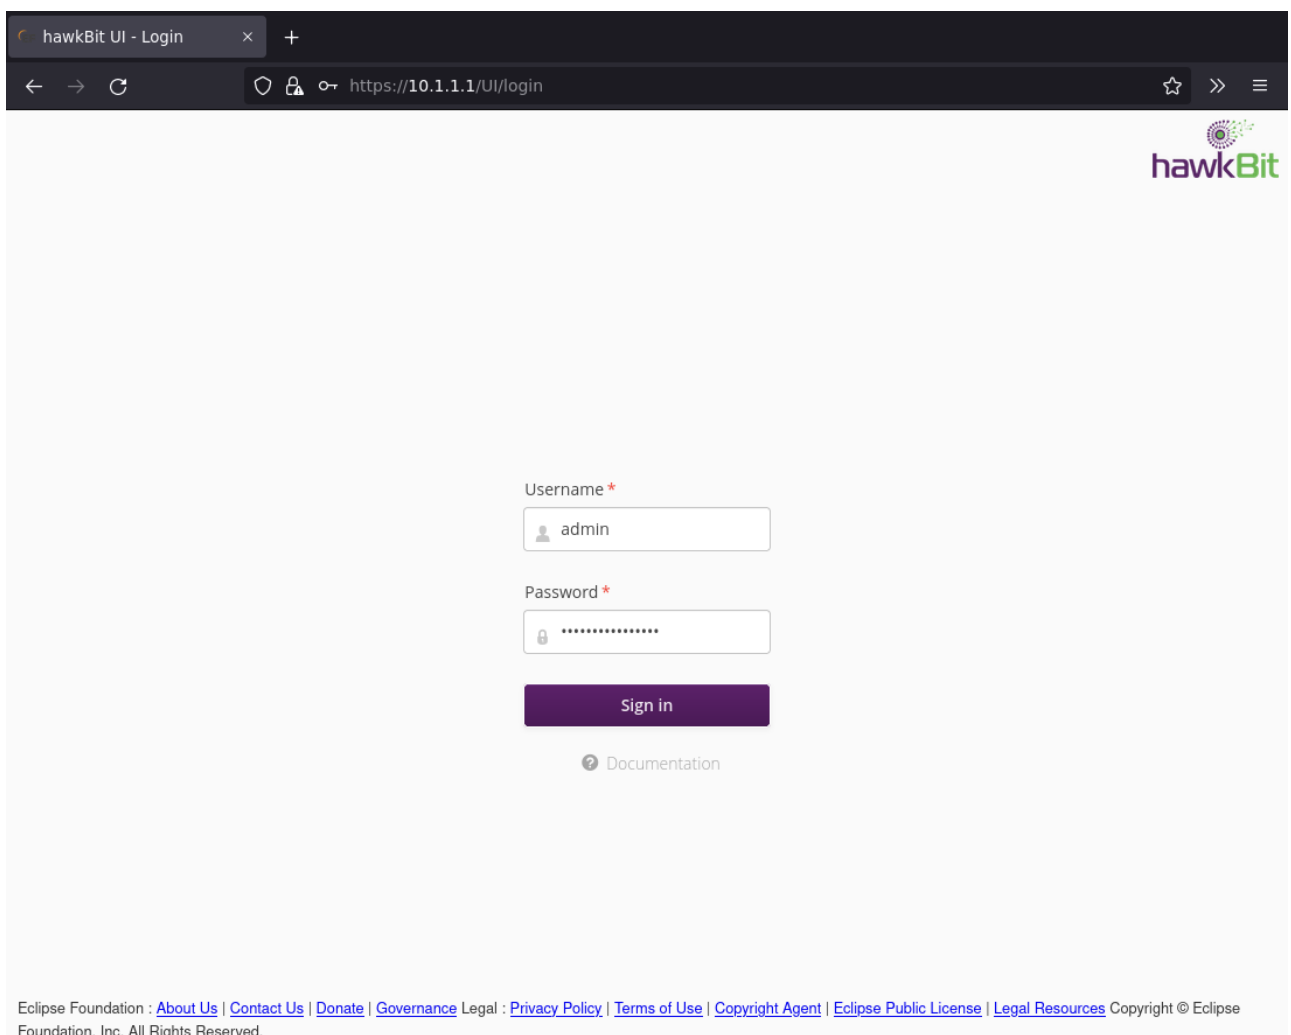 hawkBit UI - Login
https://10.1.1.1/UI/login
hawkBit
Username *
admin
Password *
••••••••••••••••
Sign in
Documentation
Eclipse Foundation : About Us | Contact Us | Donate | Governance Legal : Privacy Policy | Terms of Use | Copyright Agent | Eclipse Public License | Legal Resources Copyright © Eclipse
Foundation, Inc. All Rights Reserved.